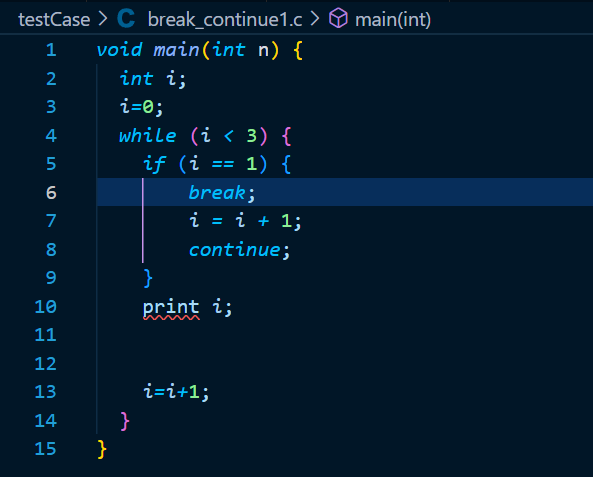 testCase > C break_continue1.c > main(int)
1 void main(int n) {
2   int i;
3   i=0;
4   while (i < 3) {
5     if (i == 1) {
6         break;
7         i = i + 1;
8         continue;
9     }
10     print i;
11
12
13     i=i+1;
14   }
15 }